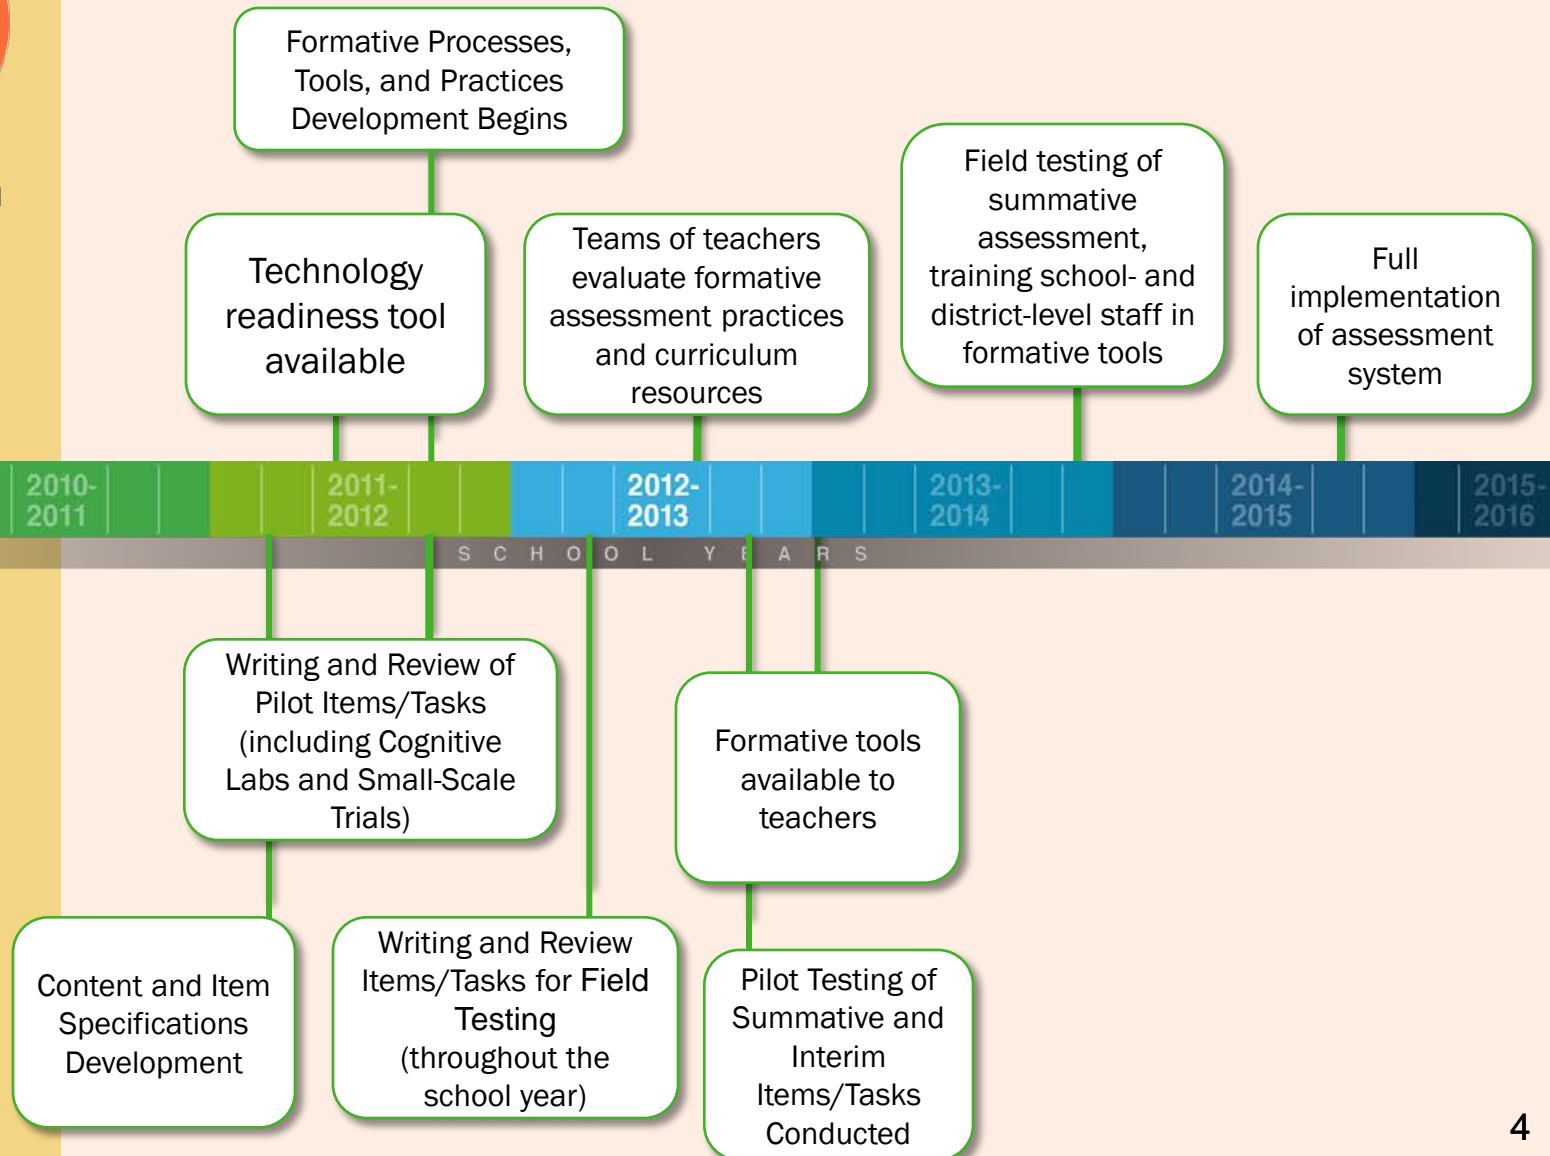 Formative Processes,
Tools, and Practices
Development Begins
Technology
readiness tool
available
Teams of teachers
evaluate formative
assessment practices
and curriculum
resources
Field testing of
summative
assessment,
training school- and
district-level staff in
formative tools
Full
implementation
of assessment
system
2010-
2011
2011-
2012
2012-
2013
2013-
2014
2014-
2015
2015-
2016
SCHOOL YEARS
Writing and Review of
Pilot Items/Tasks
(including Cognitive
Labs and Small-Scale
Trials)
Formative tools
available to
teachers
Content and Item
Specifications
Development
Writing and Review
Items/Tasks for Field
Testing
(throughout the
school year)
Pilot Testing of
Summative and
Interim
Items/Tasks
Conducted
4